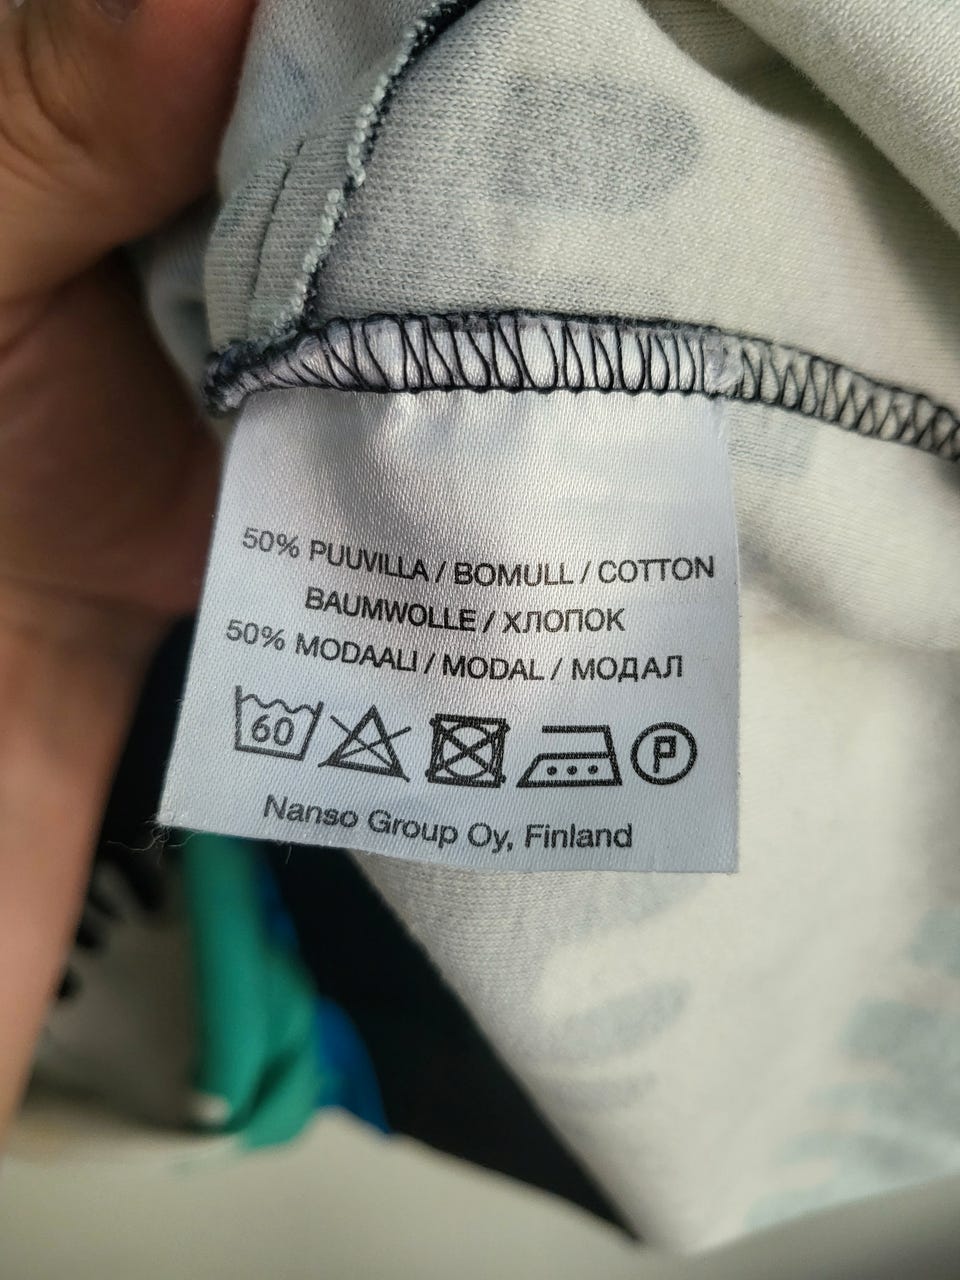 50% PUUVILLA / BOMULL / COTTON
BAUMWOLLE / ХЛОПОК
50% MODAALI / MODAL / МОДАЛ
60 P
Nanso Group Oy, Finland